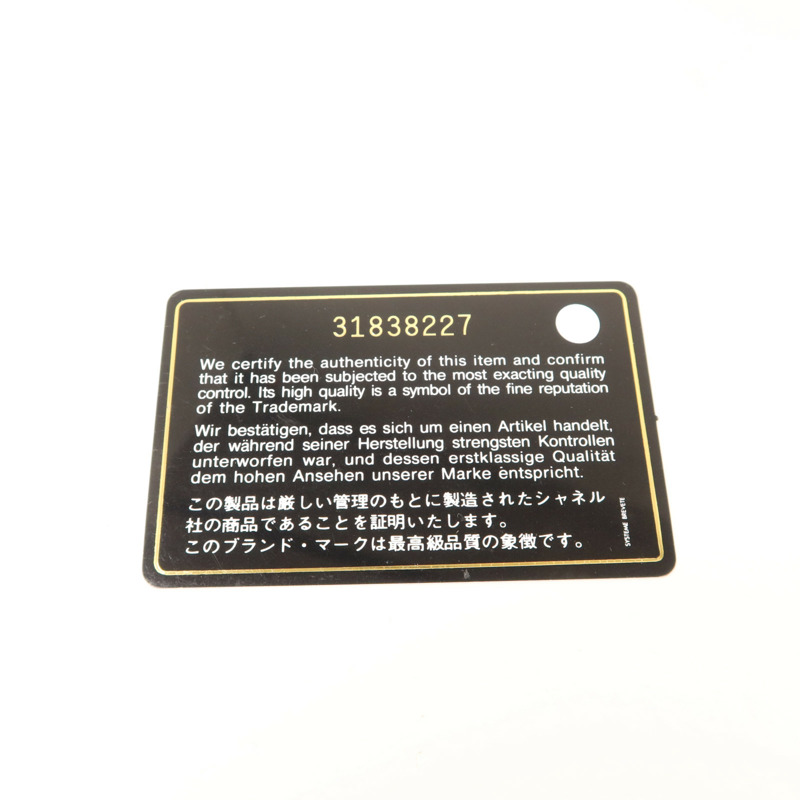 31838227
We certify the authenticity of this item and confirm
that it has been subjected to the most exacting quality
control. Its high quality is a symbol of the fine reputation
of the Trademark.
Wir bestätigen, dass es sich um einen Artikel handelt,
der während seiner Herstellung strengsten Kontrollen
unterworfen war, und dessen erstklassige Qualität
dem hohen Ansehen unserer Marke entspricht.
この製品は厳しい管理のもとに製造されたシャネル
社の商品であることを証明いたします。
このブランド・マークは最高級品質の象徴です。
SYSTEME BREVETE